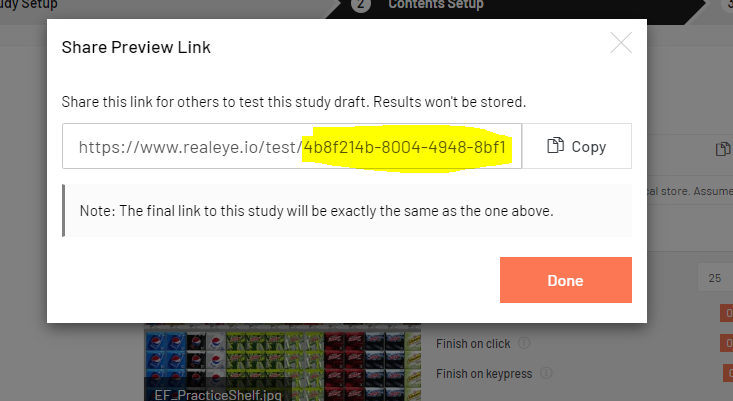 udy Setup
2 Contents Setup
3
Share Preview Link
Share this link for others to test this study draft. Results won't be stored.
https://www.realeye.io/test/4b8f214b-8004-4948-8bf1
Copy
cal store. Assume
Note: The final link to this study will be exactly the same as the one above.
25
Done
Finish on click
Finish on keypress
EF_PracticeShelf.jpg